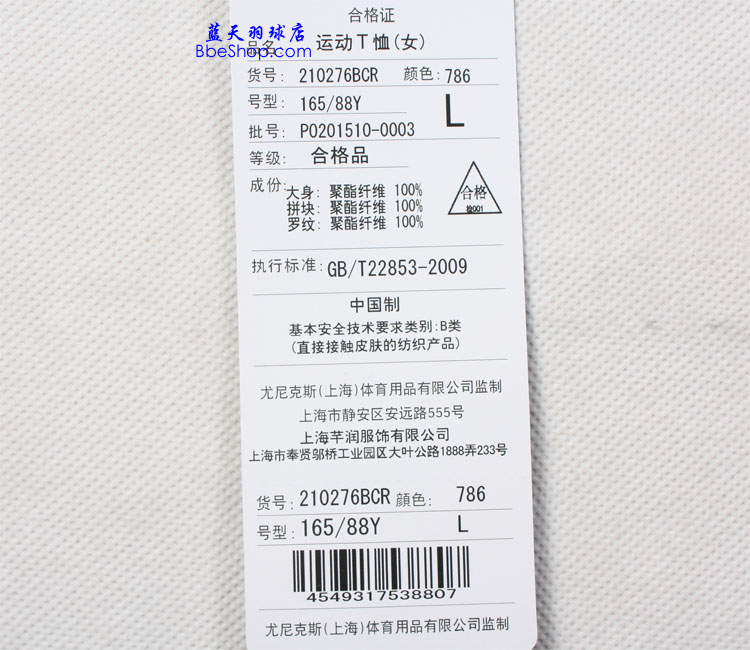 合格证
蓝天羽球店
BbeShop.com
品名 运动T恤(女)
货号: 210276BCR 颜色: 786
号型: 165/88Y L
批号: P0201510-0003
等级: 合格品
成份:
大身: 聚酯纤维 100%
拼块: 聚酯纤维 100%
罗纹: 聚酯纤维 100%
合格
检001
执行标准: GB/T22853-2009
中国制
基本安全技术要求类别:B类
(直接接触皮肤的纺织产品)
尤尼克斯(上海)体育用品有限公司监制
上海市静安区安远路555号
上海芊润服饰有限公司
上海市奉贤邬桥工业园区大叶公路1888弄233号
货号: 210276BCR 顔色: 786
号型: 165/88Y L
4549317538807
尤尼克斯(上海)体育用品有限公司监制